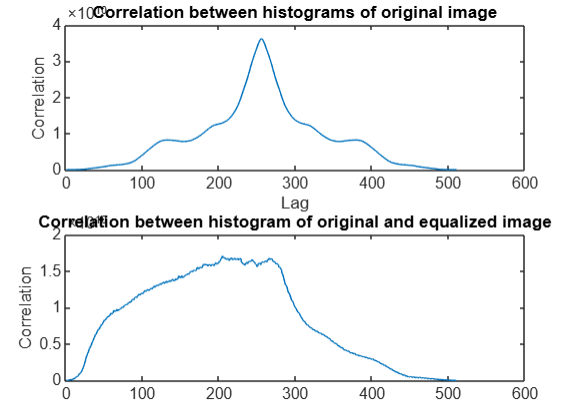 Correlation between histograms of original image
4
3
2
1
0
Correlation
0 100 200 300 400 500 600
Lag
Correlation between histogram of original and equalized image
2
1.5
1
0.5
0
Correlation
0 100 200 300 400 500 600